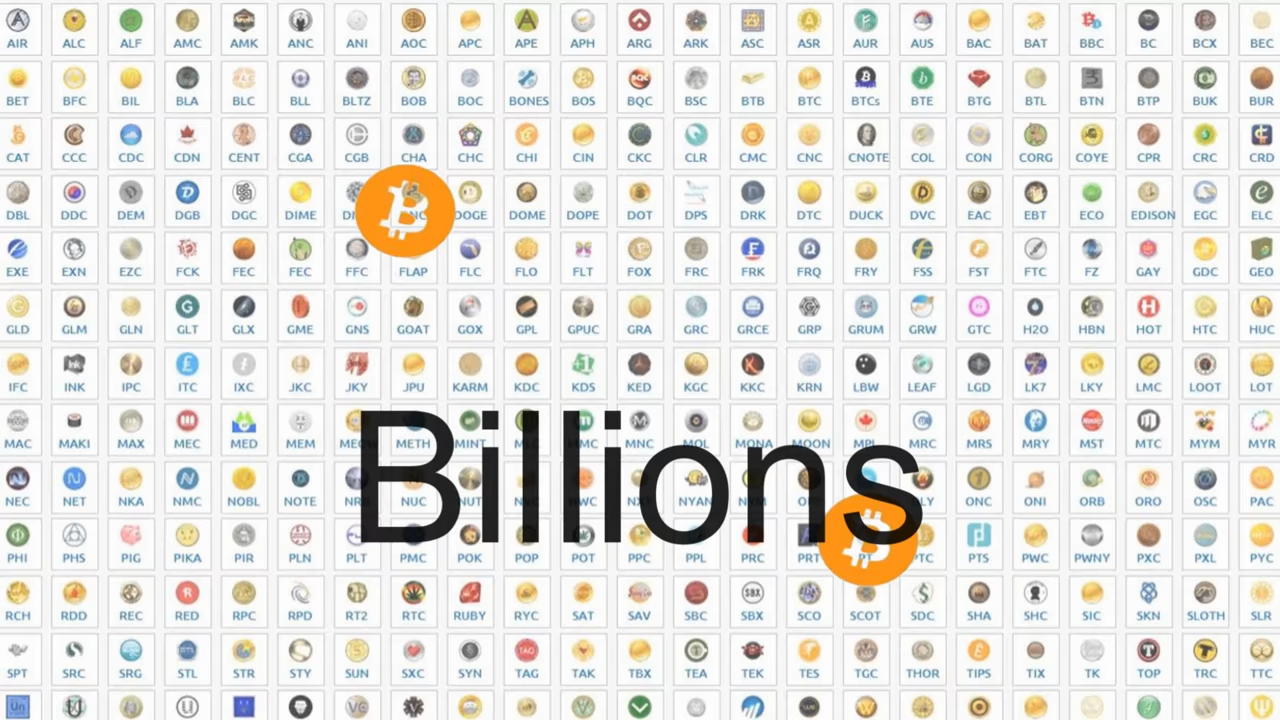 AIR ALC ALF AMC AMK ANC ANI AOC APC APE APH ARG ARK ASC ASR AUR AUS BAC BAT BBC BC BCX BEC
BET BFC BIL BLA BLC BLL BLTZ BOB BOC BONES BOS BQC BSC BTB BTC BTCs BTE BTG BTL BTN BTP BUK BUR
CAT CCC CDC CDN CENT CGA CGB CHA CHC CHI CIN CKC CLR CMC CNC CNOTE COL CON CORG COYE CPR CRC CRD
DBL DDC DEM DGB DGC DIME DOGE DOME DOPE DOT DPS DRK DTC DUCK DVC EAC EBT ECO EDISON EGC ELC
EXE EXN EZC FCK FEC FEC FFC FLAP FLC FLO FLT FOX FRC FRK FRQ FRY FSS FST FTC FZ GAY GDC GEO
GLD GLM GLN GLT GLX GME GNS GOAT GOX GPL GPUC GRA GRC GRCE GRP GRUM GRW GTC H2O HBN HOT HTC HUC
IFC INK IPC ITC IXC JKC JKY JPU KARM KDC KDS KED KGC KKC KRN LBW LEAF LGD LK7 LKY LMC LOOT LOT
MAC MAKI MAX MEC MED MEM MEOW METH MINT MMC MNC MOL MONA MOON MPL MRC MRS MRY MST MTC MYM MYR
Billions
NEC NET NKA NMC NOBL NOTE NRB NUC NUT NWC NXT NYAN ONC ONI ORB ORO OSC PAC
PHI PHS PIG PIKA PIR PLN PLT PMC POK POP POT PPC PPL PRC PRT PTC PTS PWC PWNY PXC PXL PYC
RCH RDD REC RED RPC RPD RT2 RTC RUBY RYC SAT SAV SBC SBX SCO SCOT SDC SHA SHC SIC SKN SLOTH SLR
SPT SRC SRG STL STR STY SUN SXC SYN TAG TAK TBX TEA TEK TES TGC THOR TIPS TIX TK TOP TRC TTC